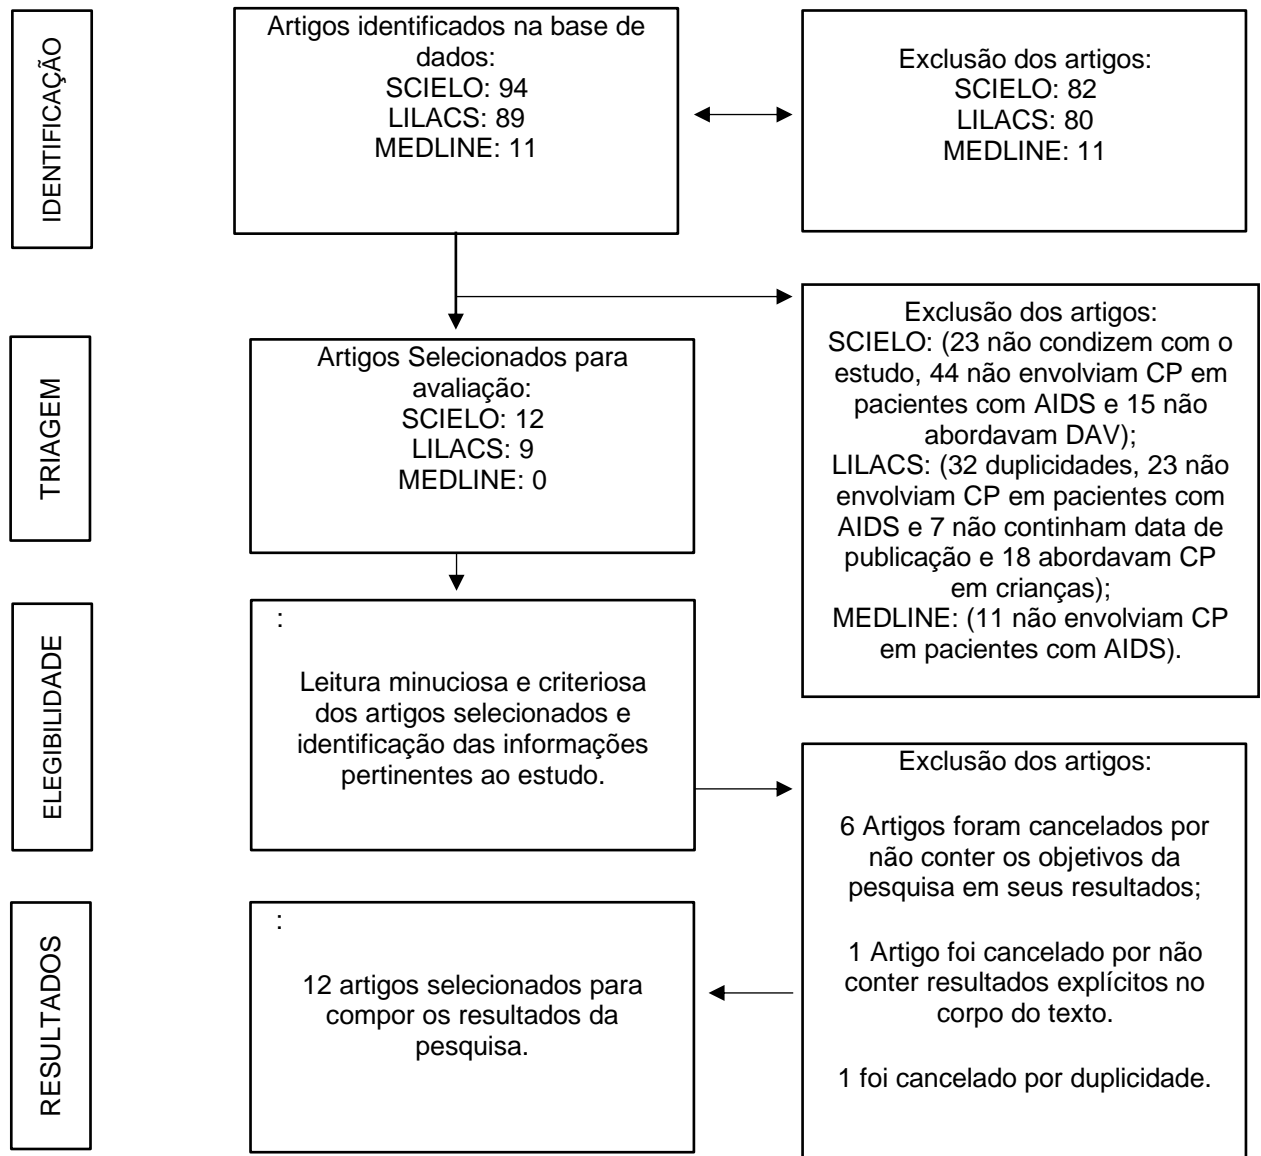 IDENTIFICAÇÃO
Artigos identificados na base de
dados:
SCIELO: 94
LILACS: 89
MEDLINE: 11
Exclusão dos artigos:
SCIELO: 82
LILACS: 80
MEDLINE: 11
TRIAGEM
Artigos Selecionados para
avaliação:
SCIELO: 12
LILACS: 9
MEDLINE: 0
Exclusão dos artigos:
SCIELO: (23 não condizem com o
estudo, 44 não envolviam CP em
pacientes com AIDS e 15 não
abordavam DAV);
LILACS: (32 duplicidades, 23 não
envolviam CP em pacientes com
AIDS e 7 não continham data de
publicação e 18 abordavam CP
em crianças);
MEDLINE: (11 não envolviam CP
em pacientes com AIDS).
ELEGIBILIDADE
:
Leitura minuciosa e criteriosa
dos artigos selecionados e
identificação das informações
pertinentes ao estudo.
Exclusão dos artigos:
6 Artigos foram cancelados por
não conter os objetivos da
pesquisa em seus resultados;
1 Artigo foi cancelado por não
conter resultados explícitos no
corpo do texto.
1 foi cancelado por duplicidade.
RESULTADOS
:
12 artigos selecionados para
compor os resultados da
pesquisa.